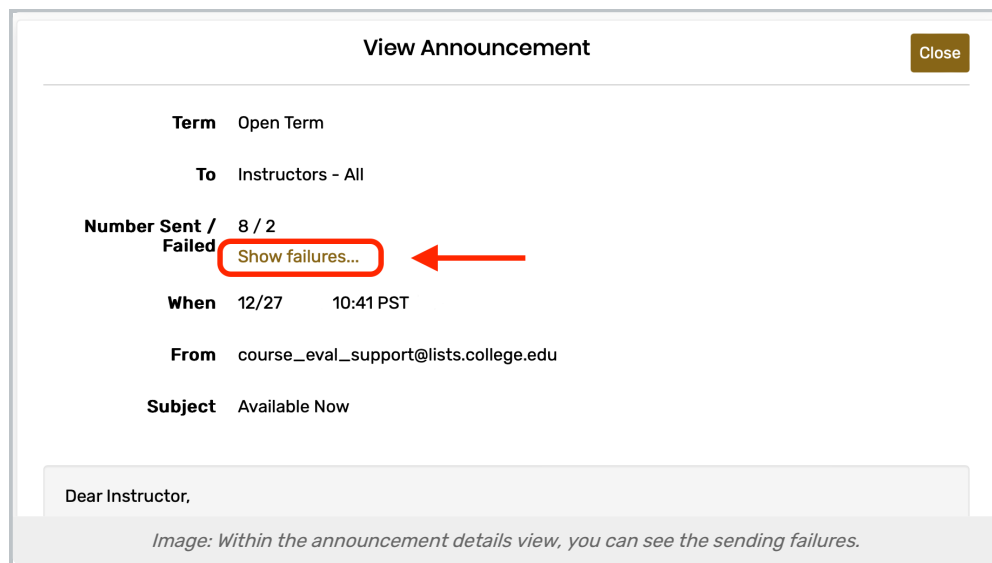 View Announcement
Close
Term Open Term
To Instructors - All
Number Sent / 8 / 2
Failed
Show failures...
When 12/27 10:41 PST
From course_eval_support@lists.college.edu
Subject Available Now
Dear Instructor,
Image: Within the announcement details view, you can see the sending failures.